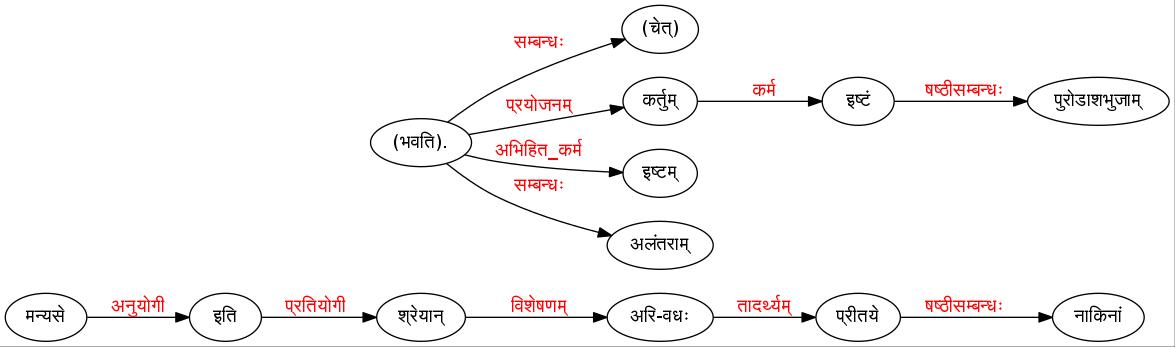 (चेत्)
सम्बन्धः
प्रयोजनम् कर्तुम् कर्म इष्टं षष्ठीसम्बन्धः पुरोडाशभुजाम्
(भवति).
अभिहित_कर्म इष्टम्
सम्बन्धः
अलंतराम्
मन्यसे अनुयोगी इति प्रतियोगी श्रेयान् विशेषणम् अरि-वधः तादर्थ्यम् प्रीतये षष्ठीसम्बन्धः नाकिनां